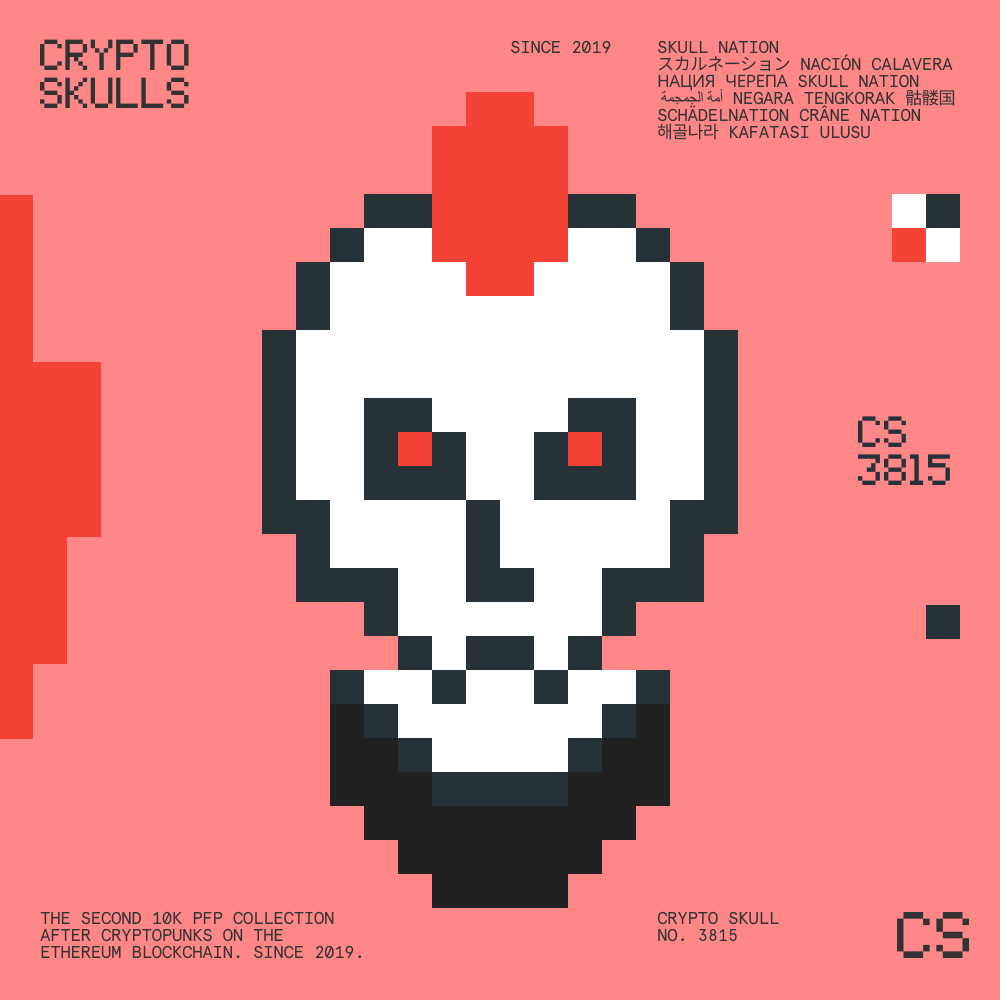 CRYPTO
SKULLS
SINCE 2019
SKULL NATION
スカルネーション NACIÓN CALAVERA
НАЦИЯ ЧЕРЕПА SKULL NATION
أمة الجمجمة NEGARA TENGKORAK 骷髅国
SCHÄDELNATION CRÂNE NATION
해골나라 KAFATASI ULUSU
CS
3815
THE SECOND 10K PFP COLLECTION
AFTER CRYPTOPUNKS ON THE
ETHEREUM BLOCKCHAIN. SINCE 2019.
CRYPTO SKULL
NO. 3815
CS